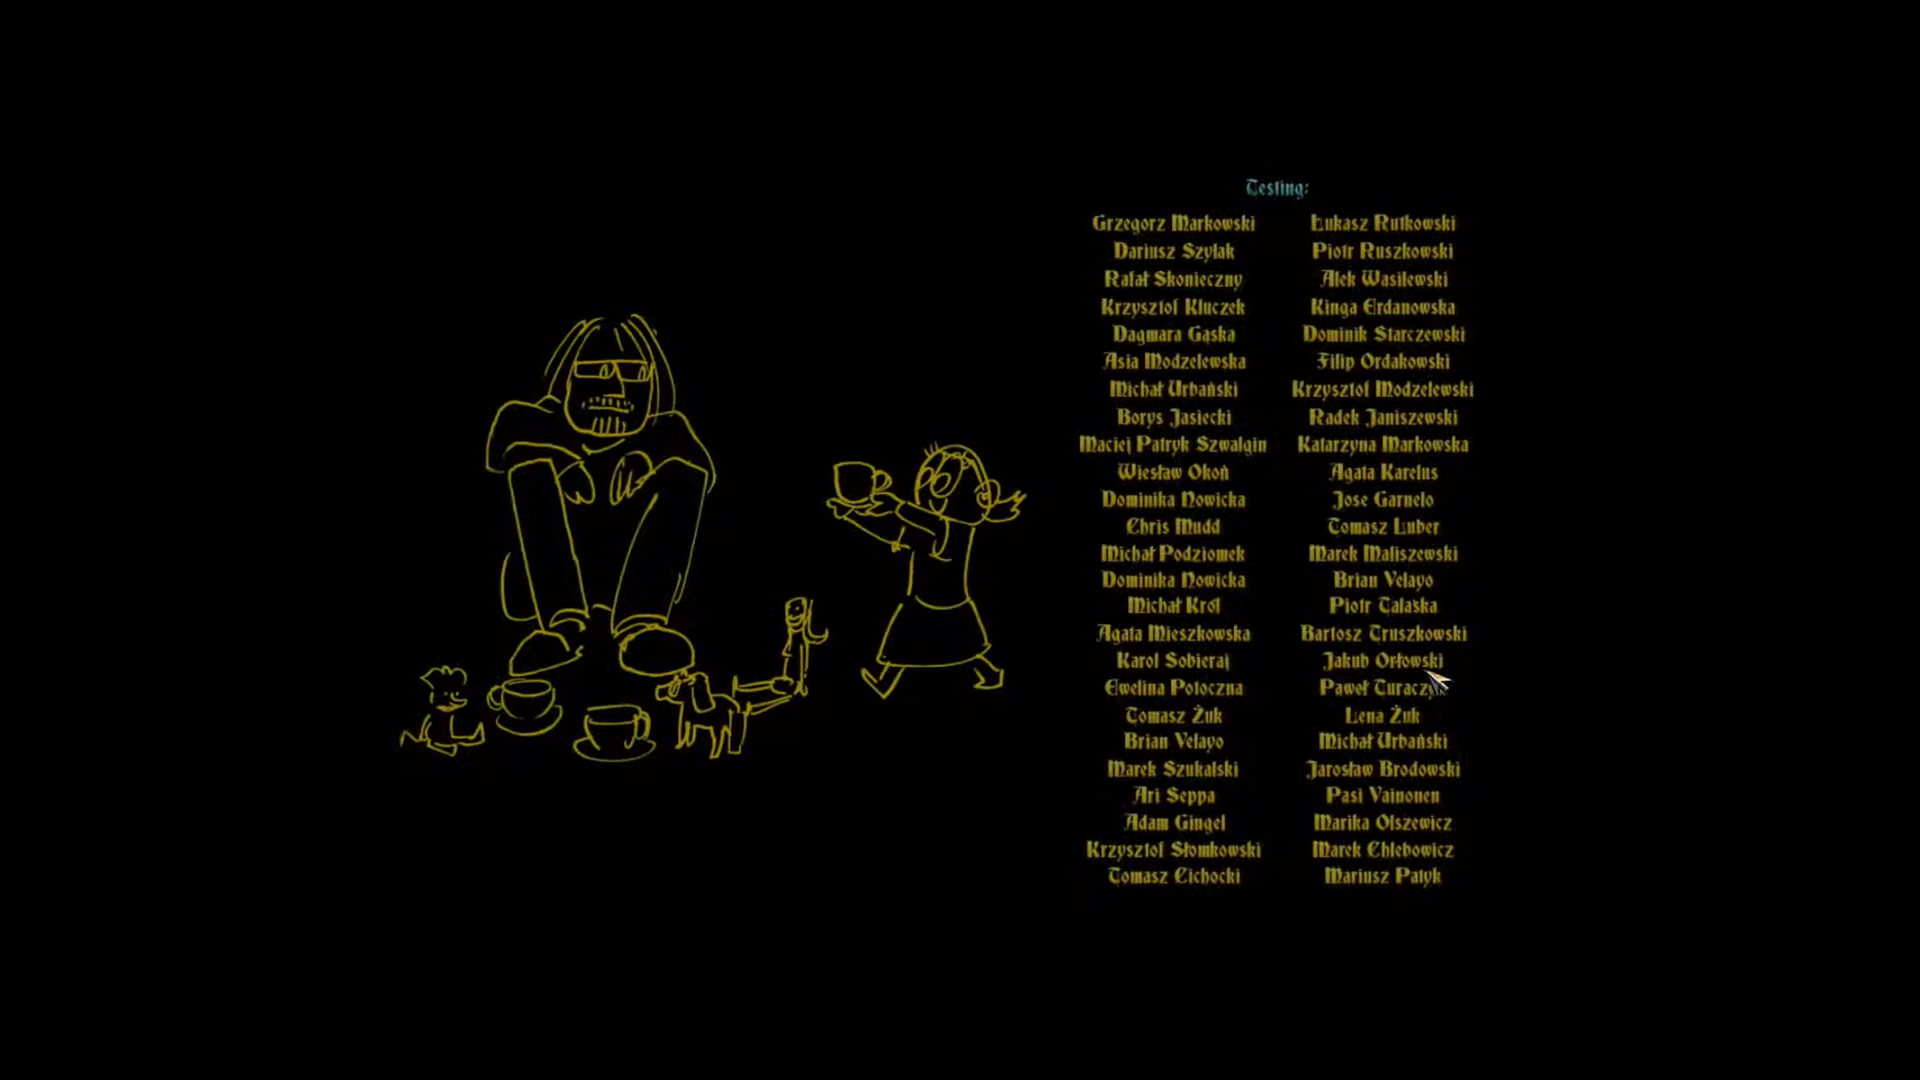 Testing:
Grzegorz Markowski Łukasz Rutkowski
Dariusz Szylak Piotr Ruszkowski
Rafał Skonieczny Alek Wasilewski
Krzysztof Kluczek Kinga Erdanowska
Dagmara Gąska Dominik Starczewski
Asia Modzelewska Filip Ordakowski
Michał Urbański Krzysztof Modzelewski
Borys Jasiecki Radek Janiszewski
Maciej Patryk Szwalgin Katarzyna Markowska
Wiesław Okoń Agata Karelus
Dominika Nowicka Jose Garnelo
Chris Mudd Tomasz Luber
Michał Podziomek Marek Maliszewski
Dominika Nowicka Brian Velayo
Michał Król Piotr Talaśka
Agata Mieszkowska Bartosz Truszkowski
Karol Sobieraj Jakub Orłowski
Ewelina Potoczna Paweł
Tomasz Żuk Lena Żuk
Brian Velayo Michał Urbański
Marek Szukalski Jarosław Brodowski
Ari Seppa Pasi Vainonen
Adam Gingel Marika Olszewicz
Krzysztof Słomkowski Marek Chlebowicz
Tomasz Cichocki Mariusz Patyk